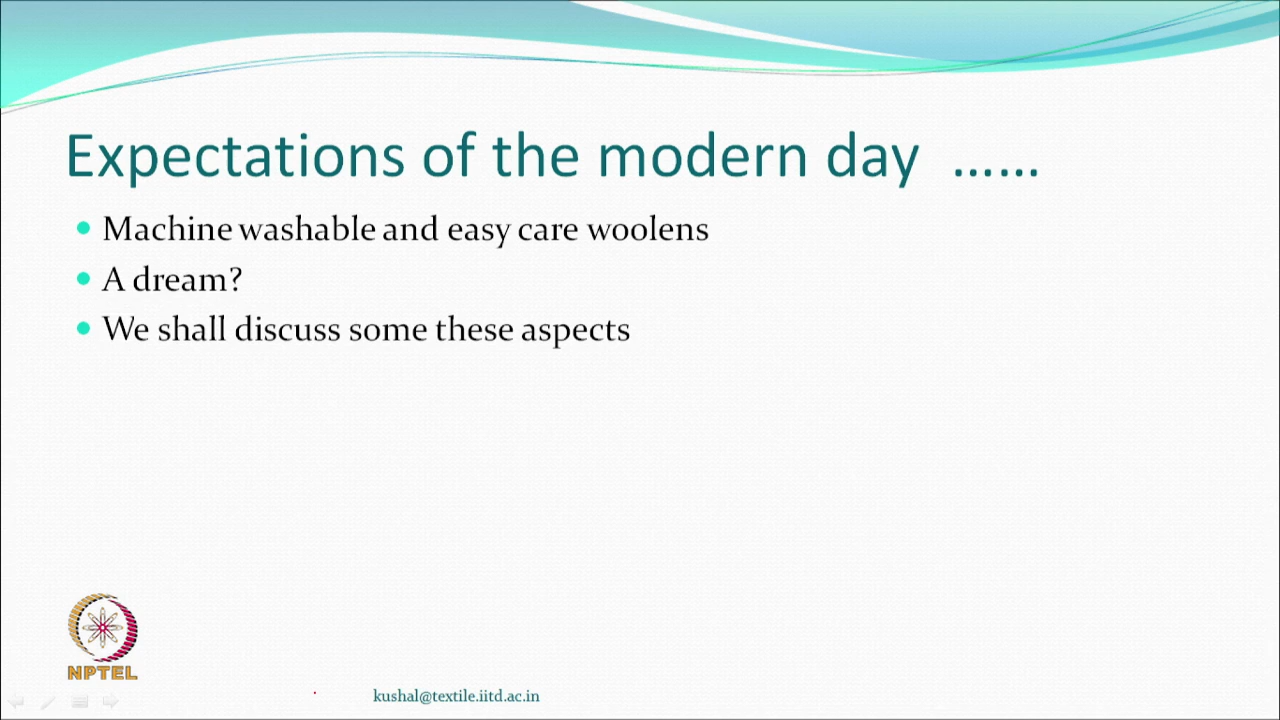 Expectations of the modern day ......
Machine washable and easy care woolens
A dream?
We shall discuss some these aspects
NPTEL
kushal@textile.iitd.ac.in